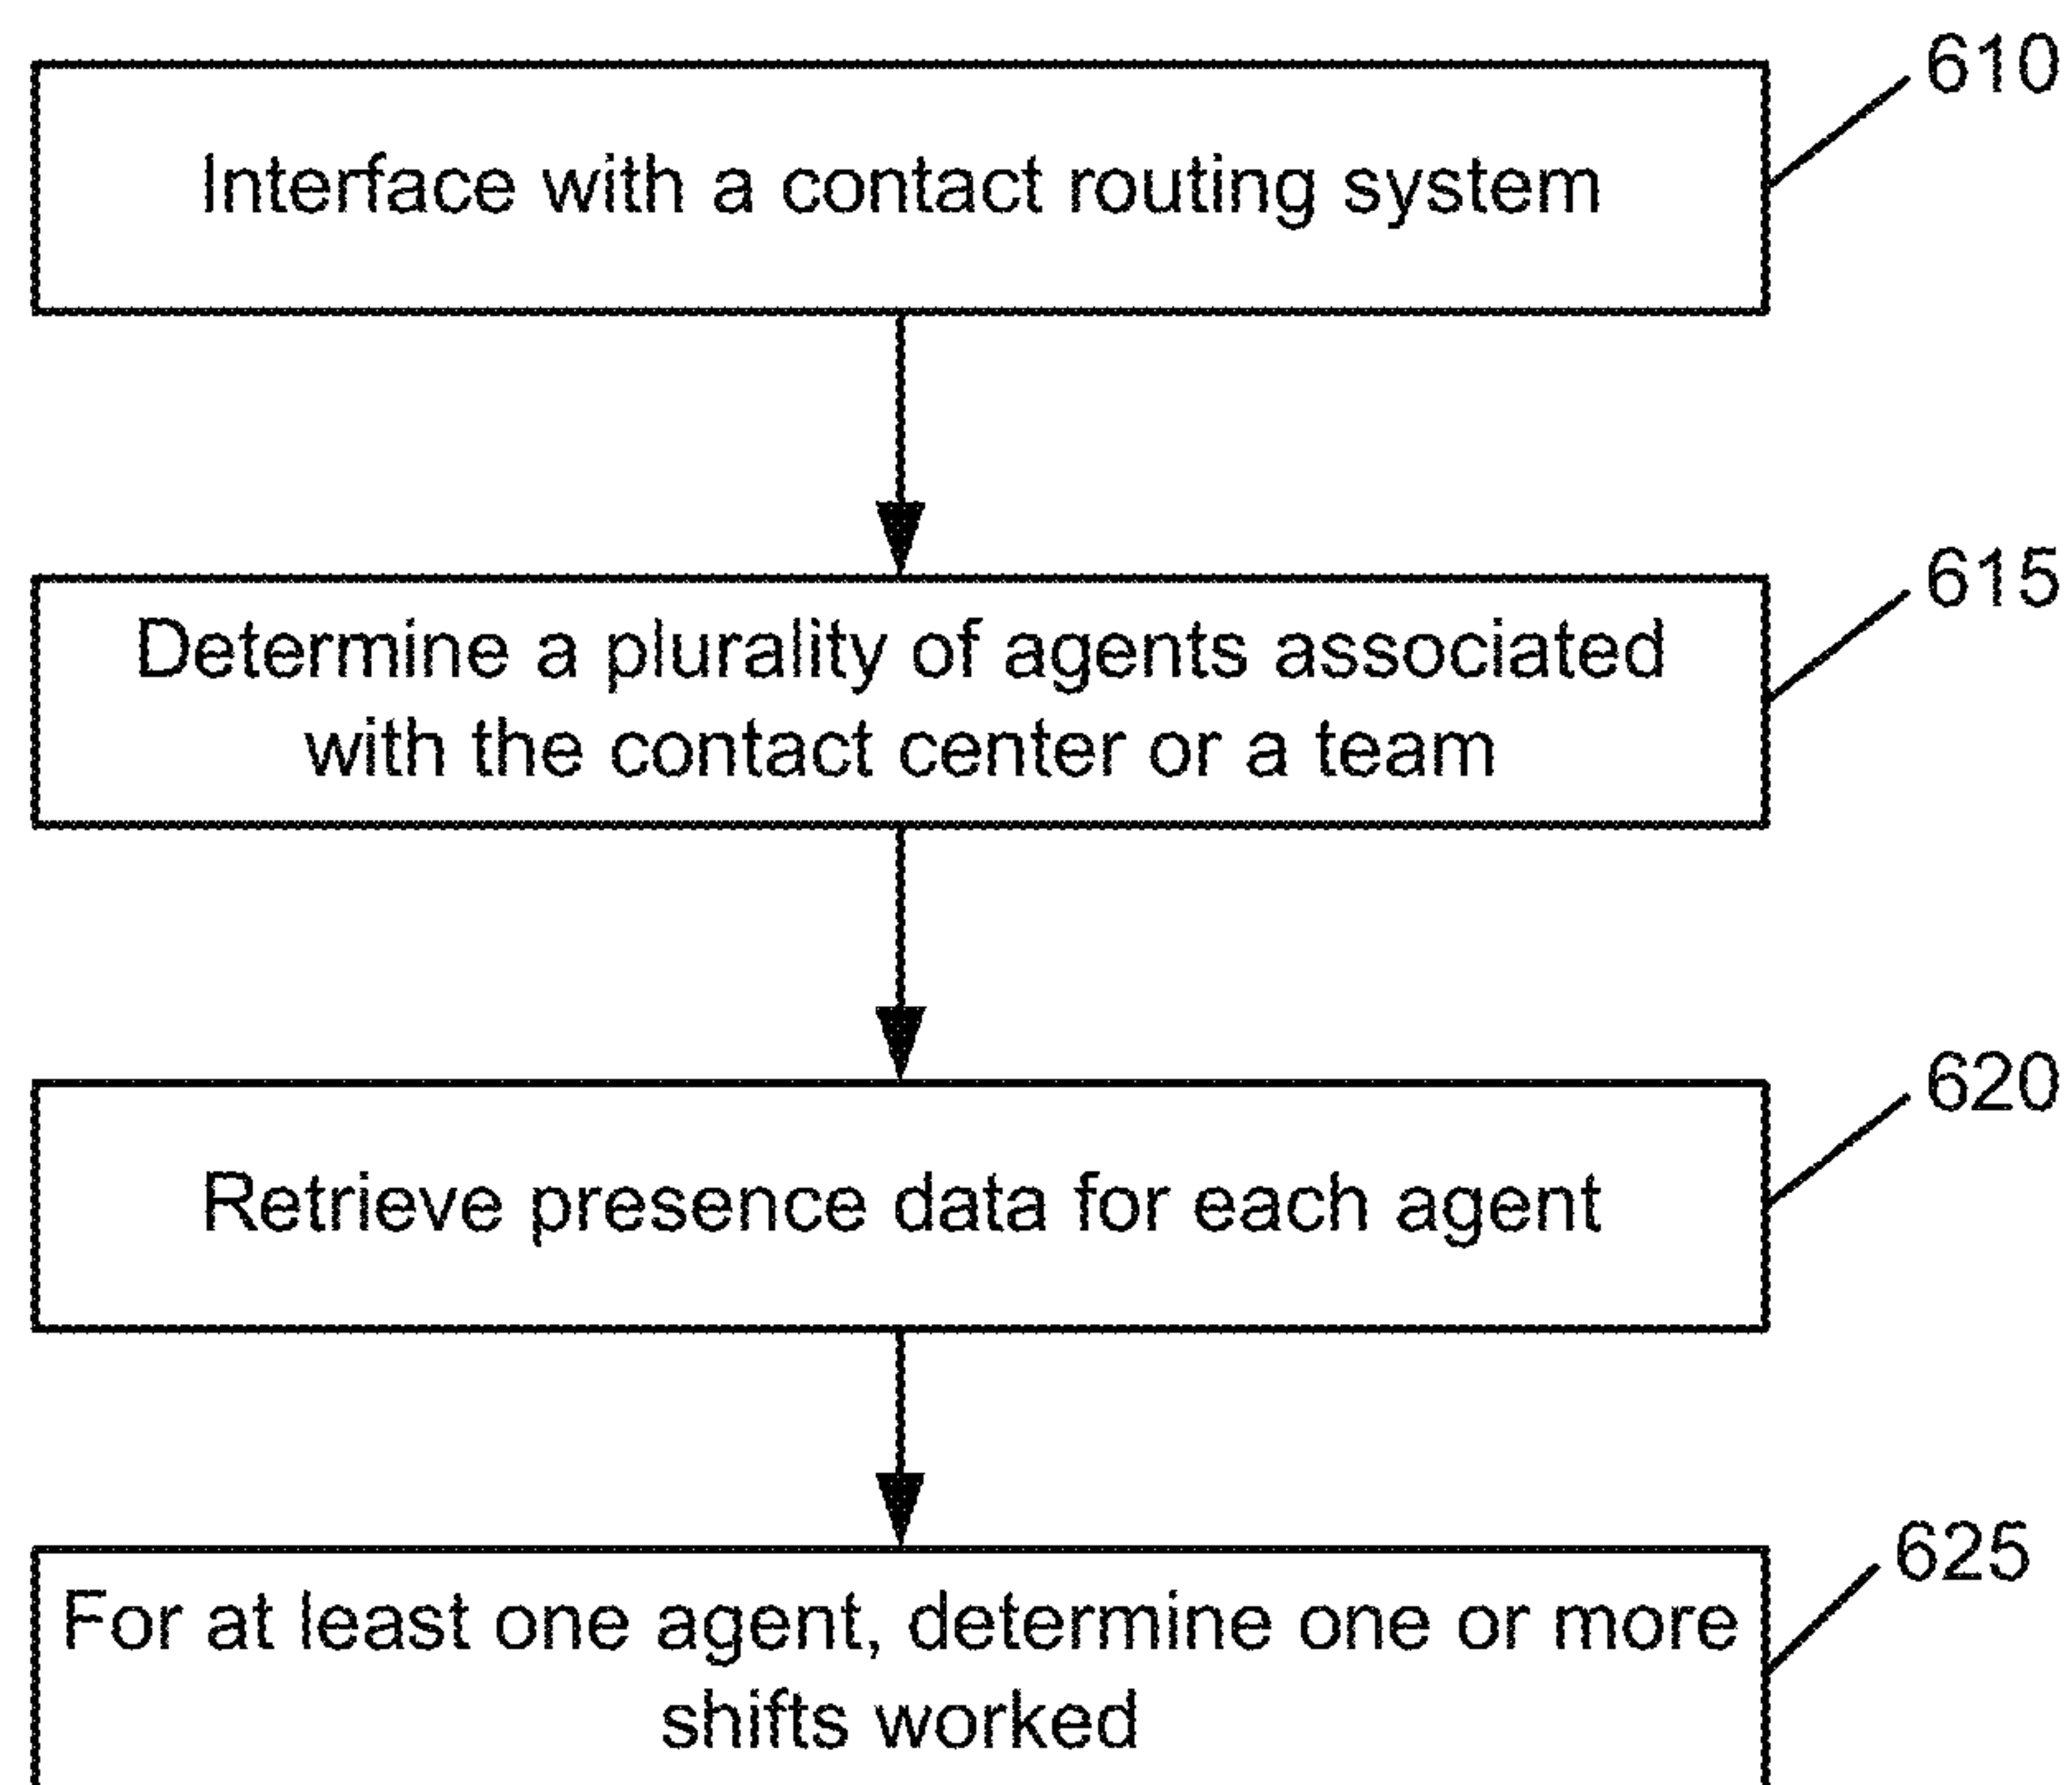 610
Interface with a contact routing system
615
Determine a plurality of agents associated
with the contact center or a team
620
Retrieve presence data for each agent
625
For at least one agent, determine one or more
shifts worked